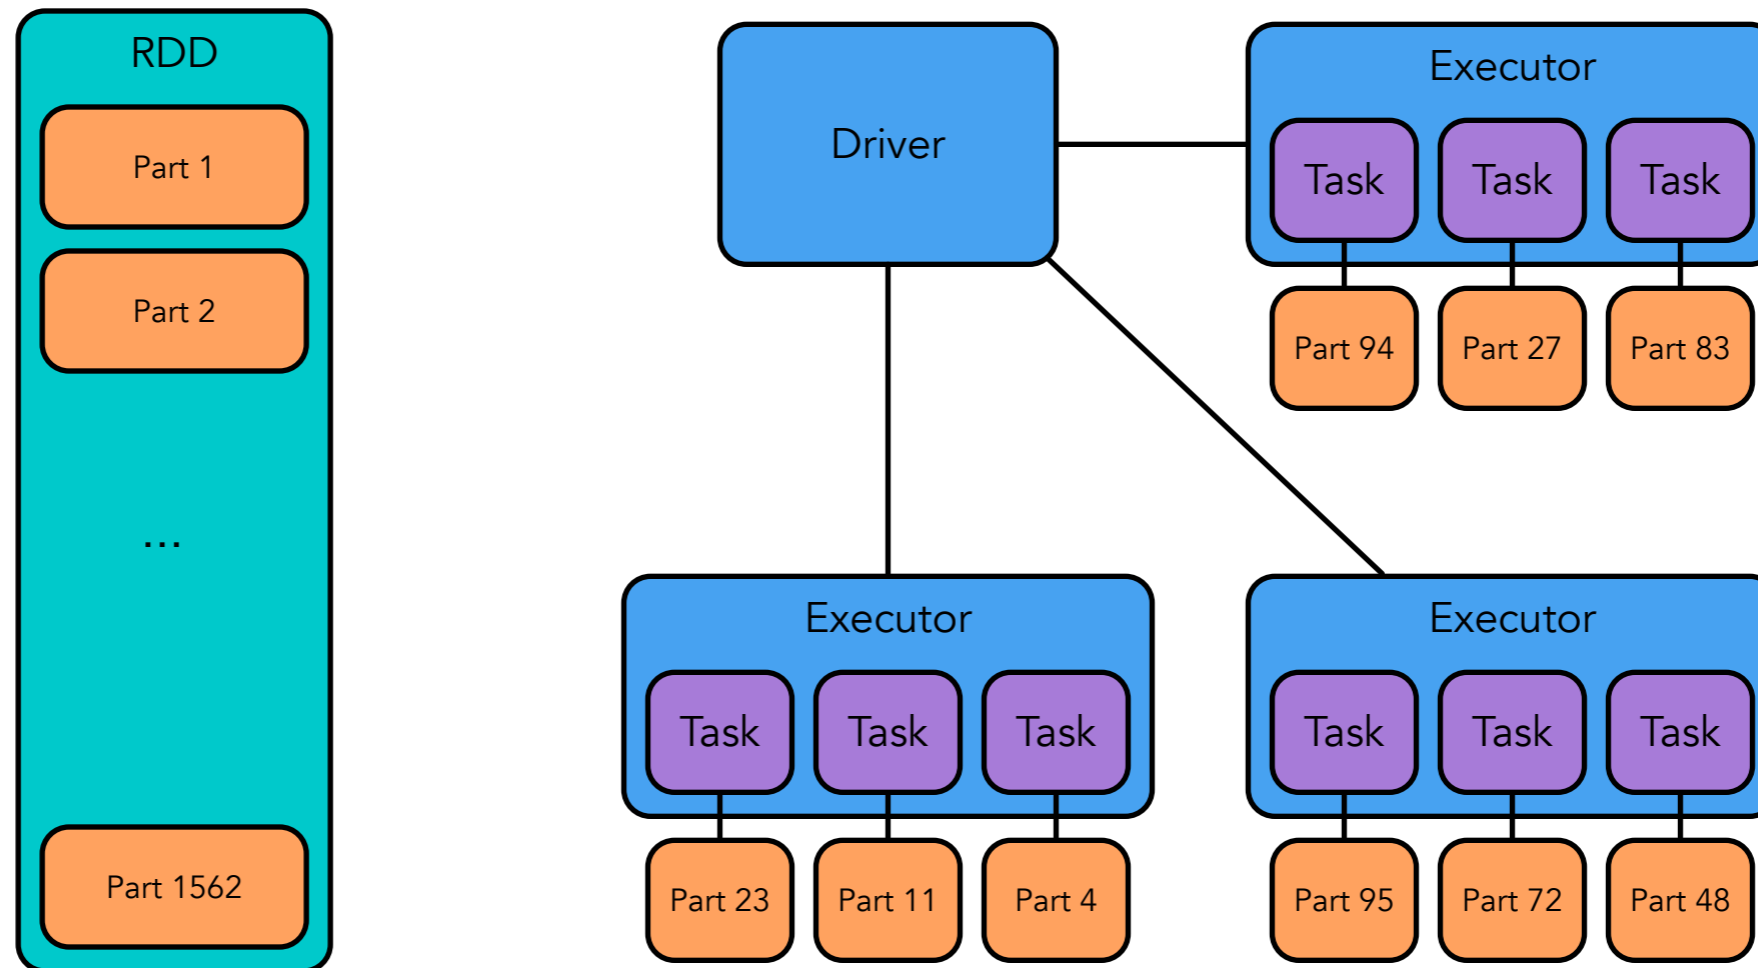 RDD
Part 1
Part 2
...
Part 1562
Driver
Executor
Task Task Task
Part 94 Part 27 Part 83
Executor
Task Task Task
Part 23 Part 11 Part 4
Executor
Task Task Task
Part 95 Part 72 Part 48